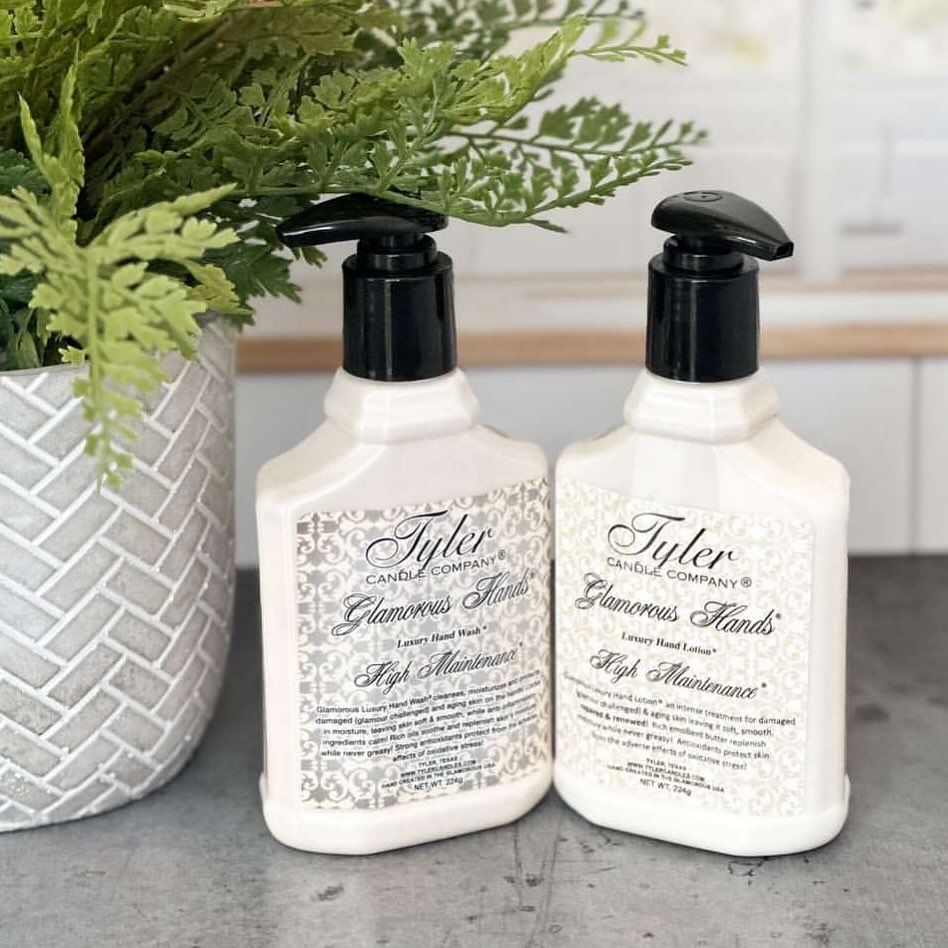 Tyler
CANDLE COMPANY®
Glamorous Hands®
Luxury Hand Wash®
High Maintenance®
Glamorous Luxury Hand Wash® cleanses, moisturizes and
damaged (glamour challenged) and aging skin on the hands
in moisture, leaving skin soft & smooth, while anti-
ingredients calm! Rich oils soothe and replenish skin's
while never greasy! Strong antioxidants protect from
effects of oxidative stress!
TYLER, TEXAS
WWW.TYLERCANDLES.COM
HAND CREATED IN THE GLAMOROUS USA
NET WT. 224g
Tyler
CANDLE COMPANY®
Glamorous Hands®
Luxury Hand Lotion®
High Maintenance®
Luxury Hand Lotion® an intense treatment for damaged
challenged) & aging skin leaving it soft, smooth,
& renewed! Rich emollient butter replenish
while never greasy! Antioxidants protect skin
from the adverse effects of oxidative stress!
TYLER, TEXAS
WWW.TYLERCANDLES.COM
HAND CREATED IN THE GLAMOROUS USA
NET WT. 224g